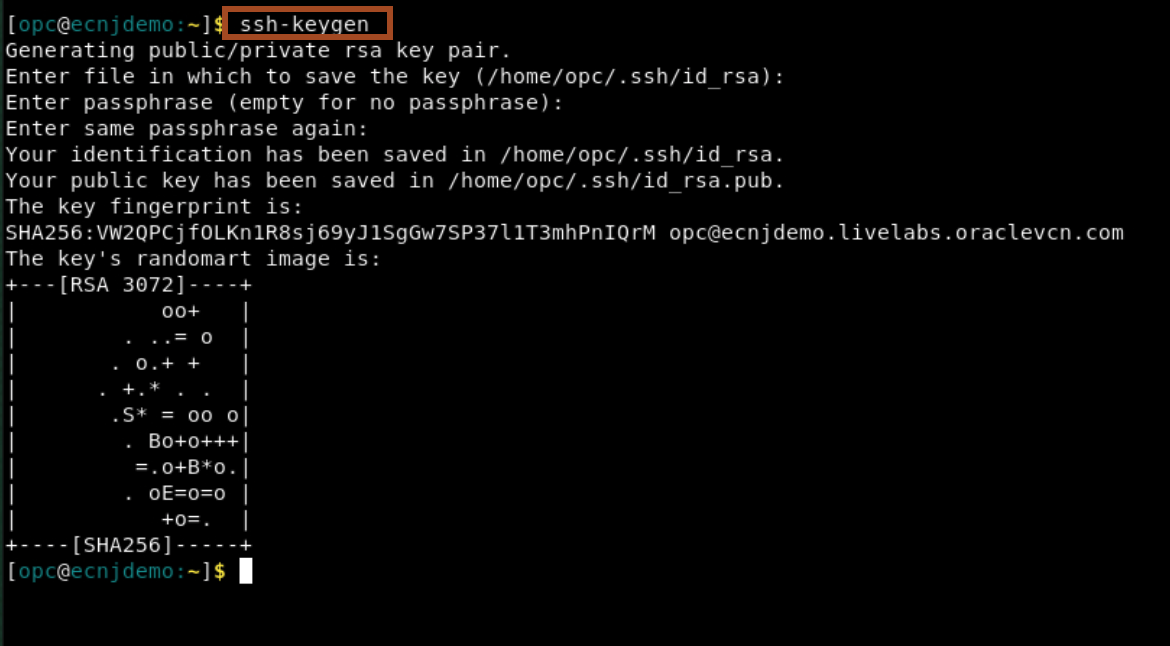 [opc@ecnjdemo:~]$ ssh-keygen
Generating public/private rsa key pair.
Enter file in which to save the key (/home/opc/.ssh/id_rsa):
Enter passphrase (empty for no passphrase):
Enter same passphrase again:
Your identification has been saved in /home/opc/.ssh/id_rsa.
Your public key has been saved in /home/opc/.ssh/id_rsa.pub.
The key fingerprint is:
SHA256:VW2QPCjfOLKn1R8sj69yJ1SgGw7SP37l1T3mhPnIQrM opc@ecnjdemo.livelabs.oraclevcn.com
The key's randomart image is:
+---[RSA 3072]----+
|           oo+   |
|        . ..= o  |
|       . o.+ +   |
|      . +.* . .  |
|       .S* = oo o|
|        . Bo+o+++|
|         =.o+B*o.|
|        . oE=o=o |
|           +o=.  |
+----[SHA256]-----+
[opc@ecnjdemo:~]$